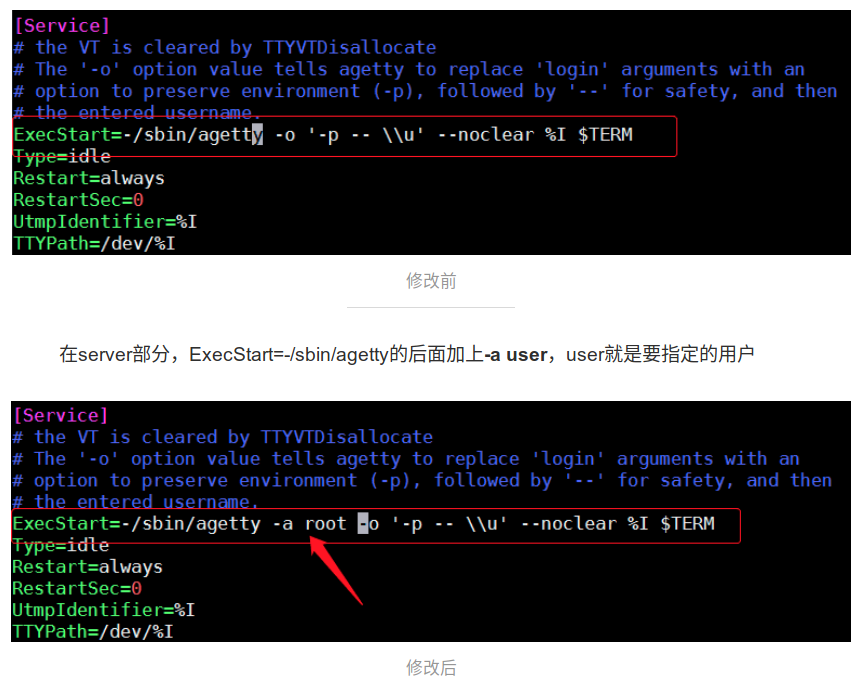 [Service]
# the VT is cleared by TTYVTDisallocate
# The '-o' option value tells agetty to replace 'login' arguments with an
# option to preserve environment (-p), followed by '--' for safety, and then
# the entered username.
ExecStart=-/sbin/agetty -o '-p -- \\u' --noclear %I $TERM
Type=idle
Restart=always
RestartSec=0
UtmpIdentifier=%I
TTYPath=/dev/%I
修改前
在server部分，ExecStart=-/sbin/agetty的后面加上-a user，user就是要指定的用户
[Service]
# the VT is cleared by TTYVTDisallocate
# The '-o' option value tells agetty to replace 'login' arguments with an
# option to preserve environment (-p), followed by '--' for safety, and then
# the entered username.
ExecStart=-/sbin/agetty -a root -o '-p -- \\u' --noclear %I $TERM
Type=idle
Restart=always
RestartSec=0
UtmpIdentifier=%I
TTYPath=/dev/%I
修改后